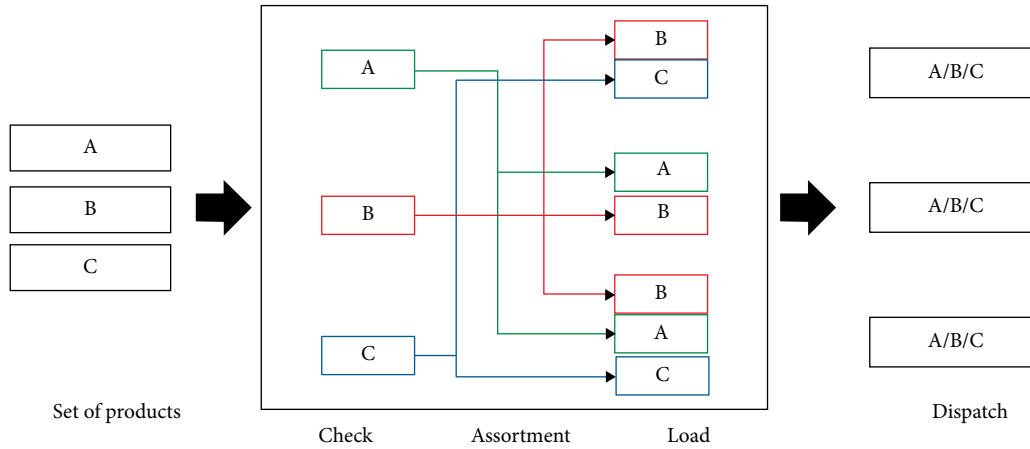 A
B
C
Set of products
A
B
C
B
C
A
B
B
A
C
Check
Assortment
Load
A/B/C
A/B/C
A/B/C
Dispatch